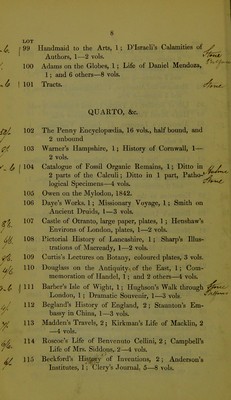 8
LOT
99 Handmaid to the Arts, 1; D'Israeli's Calamities of
Authors, 1—2 vols.
100 Adams on the Globes, 1; Life of Daniel Mendoza,
1; and 6 others—8 vols.
101 Tracts.
QUARTO, &c.
102 The Penny Encyclopædia, 16 vols., half bound, and
2 unbound
103 Warner's Hampshire, 1; History of Cornwall, 1—
2 vols.
104 Catalogue of Fossil Organic Remains, 1; Ditto in
2 parts of the Calculi; Ditto in 1 part, Patho-
logical Specimens—4 vols.
105 Owen on the Mylodon, 1842.
106 Daye's Works, 1; Missionary Voyage, 1; Smith on
Ancient Druids, 1—3 vols.
107 Castle of Otranto, large paper, plates, 1; Henshaw's
Environs of London, plates, 1—2 vols.
108 Pictorial History of Lancashire, 1; Sharp's Illus-
trations of Macready, 1—2 vols.
109 Curtis's Lectures on Botany, coloured plates, 3 vols.
110 Douglas on the Antiquity of the East, 1; Com-
memoration of Handel, 1; and 2 others—4 vols.
111 Barber's Isle of Wight, 1; Hughson's Walk through
London, 1; Dramatic Souvenir, 1—3 vols
112 Begland's History of England, 2; Staunton's Em-
bassy in China, 1—3 vols.
113 Madden's Travels, 2; Kirkman's Life of Macklin, 2
—4 vols.
114 Roscoe's Life of Benvenuto Cellini, 2; Campbell's
Life of Mrs. Siddons, 2—4 vols.
115 Beckford's History of Inventions, 2; Anderson's
Institutes, 1; Clery's Journal, 5—8 vols.